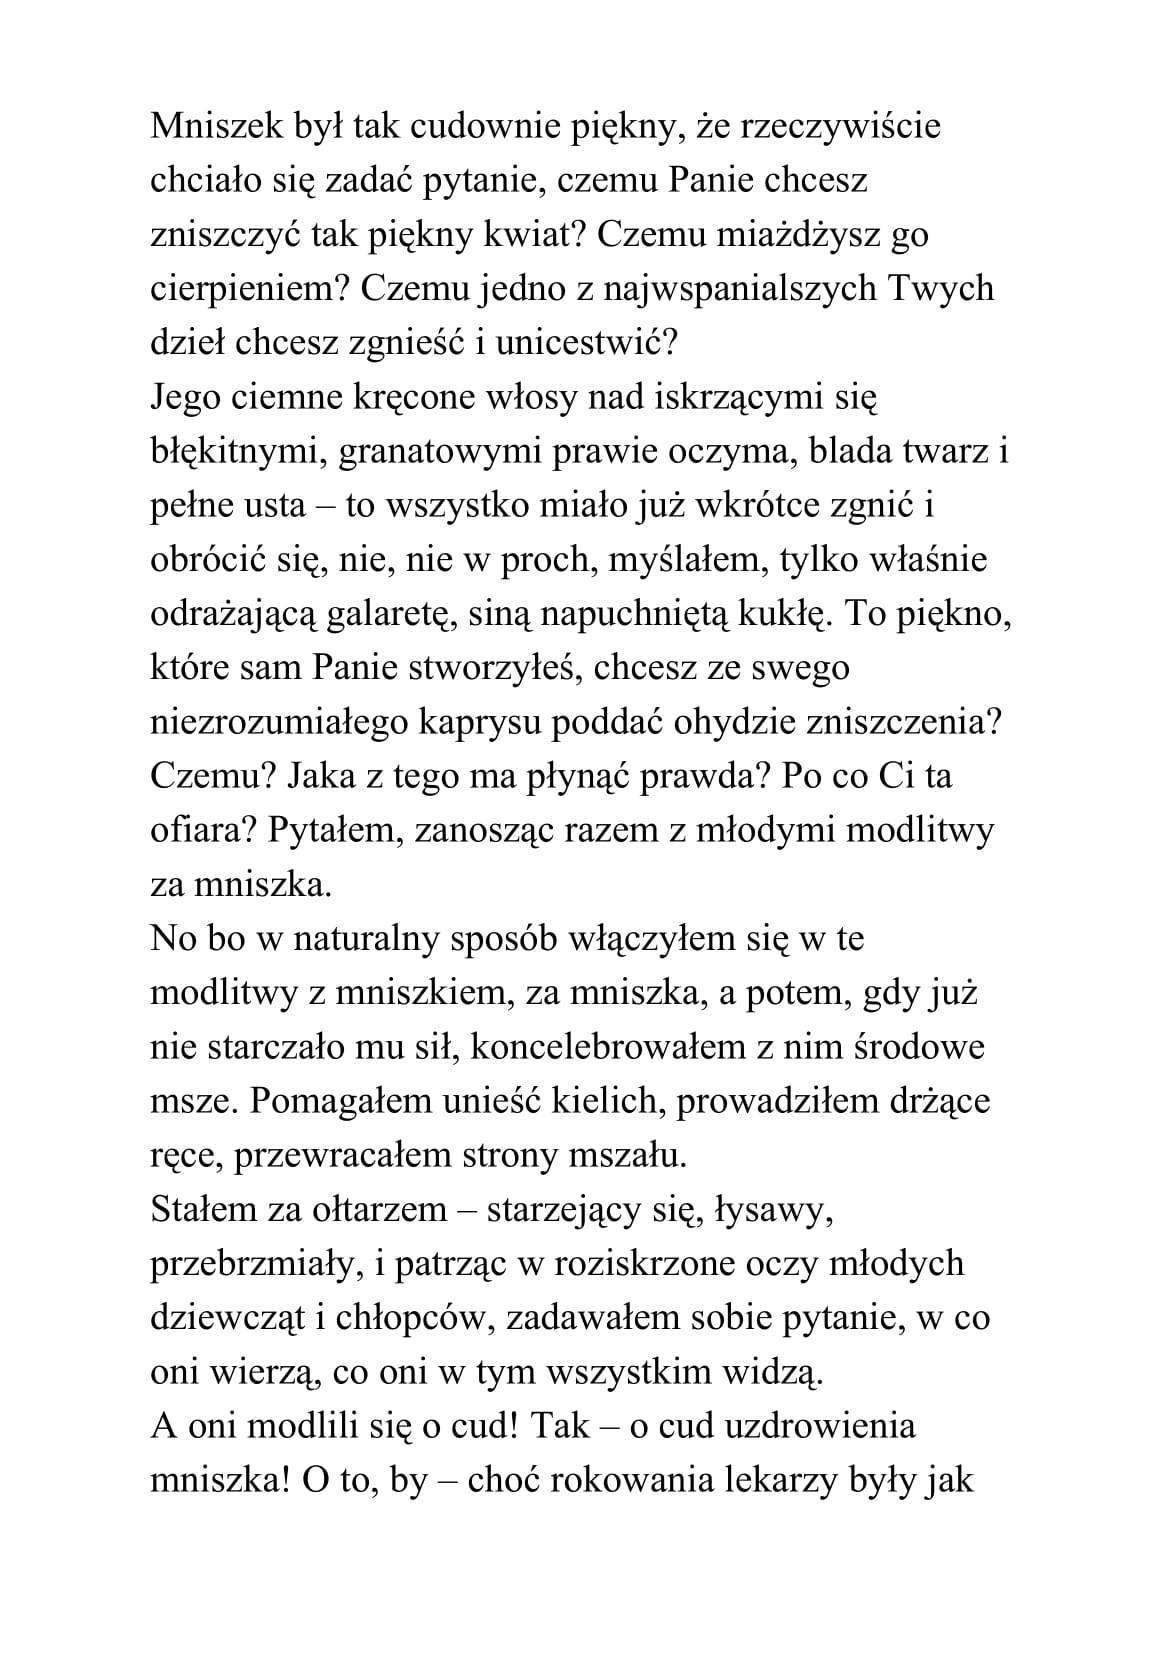 Mniszek był tak cudownie piękny, że rzeczywiście
chciało się zadać pytanie, czemu Panie chcesz
zniszczyć tak piękny kwiat? Czemu miażdżysz go
cierpieniem? Czemu jedno z najwspanialszych Twych
dzieł chcesz zgnieść i unicestwić?
Jego ciemne kręcone włosy nad iskrzącymi się
błękitnymi, granatowymi prawie oczyma, blada twarz i
pełne usta – to wszystko miało już wkrótce zgnić i
obrócić się, nie, nie w proch, myślałem, tylko właśnie
odrażającą galaretę, siną napuchniętą kukłę. To piękno,
które sam Panie stworzyłeś, chcesz ze swego
niezrozumiałego kaprysu poddać ohydzie zniszczenia?
Czemu? Jaka z tego ma płynąć prawda? Po co Ci ta
ofiara? Pytałem, zanosząc razem z młodymi modlitwy
za mniszka.
No bo w naturalny sposób włączyłem się w te
modlitwy z mniszkiem, za mniszka, a potem, gdy już
nie starczało mu sił, koncelebrowałem z nim środowe
msze. Pomagałem unieść kielich, prowadziłem drżące
ręce, przewracałem strony mszału.
Stałem za ołtarzem – starzejący się, łysawy,
przebrzmiały, i patrząc w roziskrzone oczy młodych
dziewcząt i chłopców, zadawałem sobie pytanie, w co
oni wierzą, co oni w tym wszystkim widzą.
A oni modlili się o cud! Tak – o cud uzdrowienia
mniszka! O to, by – choć rokowania lekarzy były jak